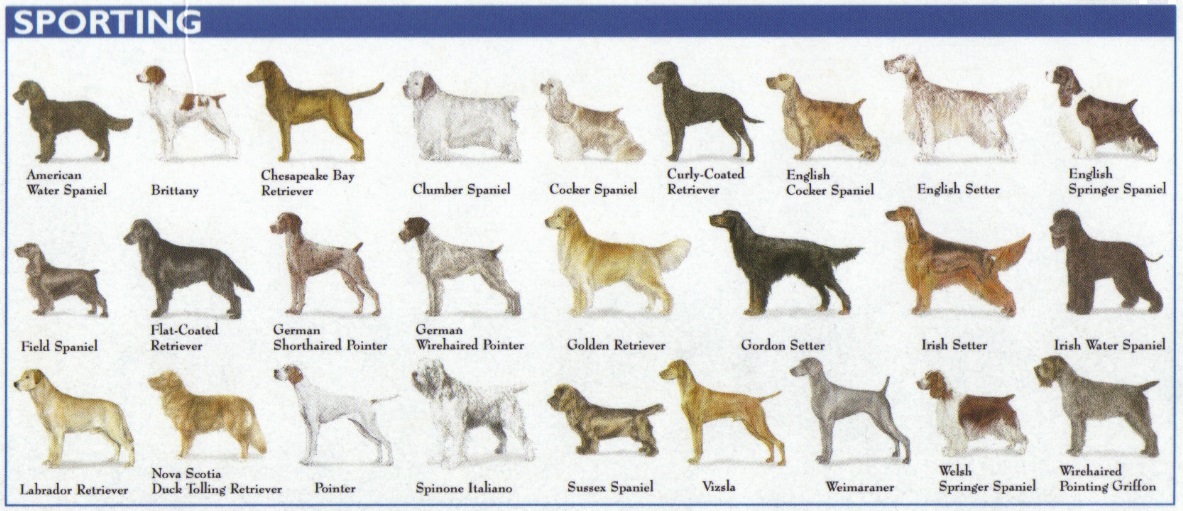 SPORTING
American
Water Spaniel
Brittany
Chesapeake Bay
Retriever
Clumber Spaniel
Cocker Spaniel
Curly-Coated
Retriever
English
Cocker Spaniel
English Setter
English
Springer Spaniel
Field Spaniel
Flat-Coated
Retriever
German
Shorthaired Pointer
German
Wirehaired Pointer
Golden Retriever
Gordon Setter
Irish Setter
Irish Water Spaniel
Labrador Retriever
Nova Scotia
Duck Tolling Retriever
Pointer
Spinone Italiano
Sussex Spaniel
Vizsla
Weimaraner
Welsh
Springer Spaniel
Wirehaired
Pointing Griffon